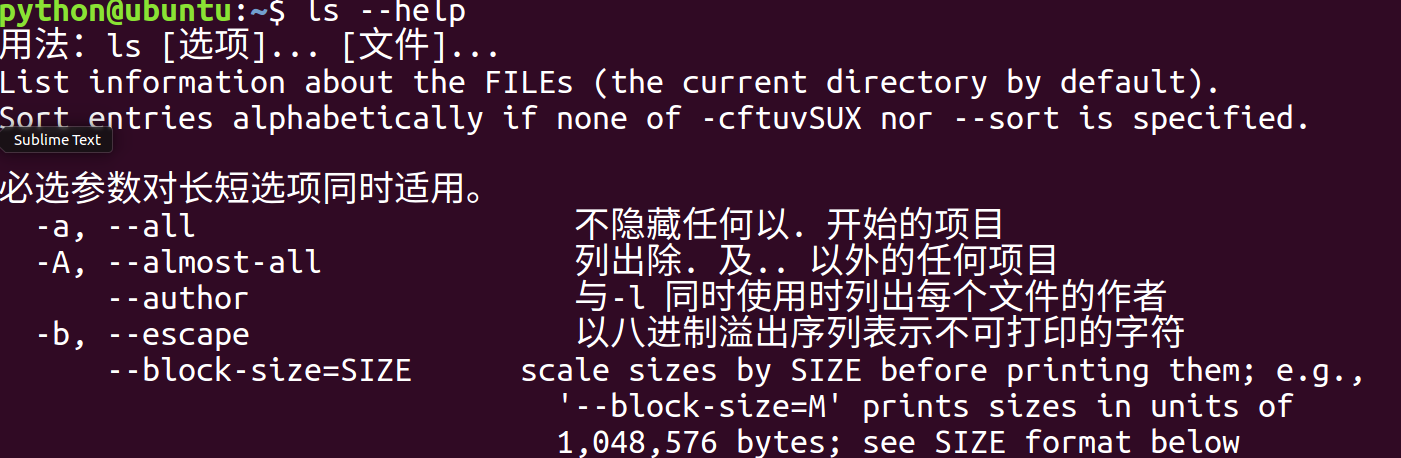 python@ubuntu:~$ ls --help
用法：ls [选项]... [文件]...
List information about the FILEs (the current directory by default).
Sort entries alphabetically if none of -cftuvSUX nor --sort is specified.
Sublime Text
必选参数对长短选项同时适用。
-a, --all 不隐藏任何以. 开始的项目
-A, --almost-all 列出除. 及.. 以外的任何项目
--author 与-l 同时使用时列出每个文件的作者
-b, --escape 以八进制溢出序列表示不可打印的字符
--block-size=SIZE scale sizes by SIZE before printing them; e.g.,
'--block-size=M' prints sizes in units of
1,048,576 bytes; see SIZE format below